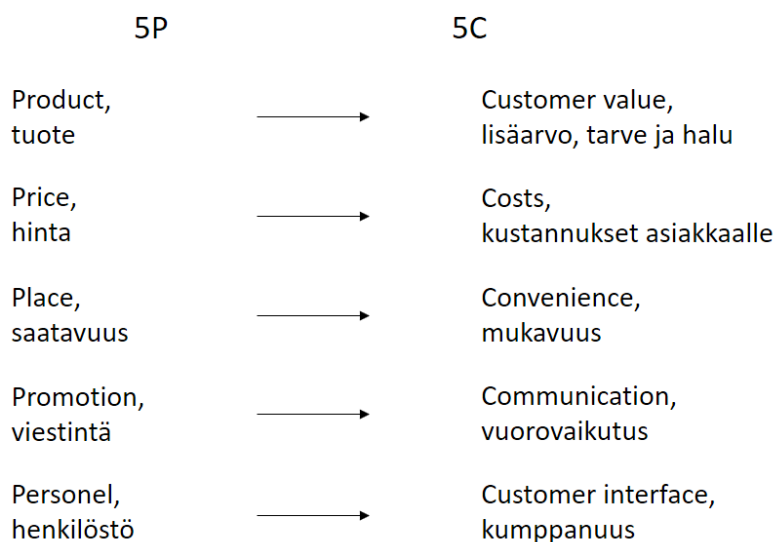 5P 5C
Product, Customer value,
tuote lisäarvo, tarve ja halu
Price, Costs,
hinta kustannukset asiakkaalle
Place, Convenience,
saatavuus mukavuus
Promotion, Communication,
viestintä vuorovaikutus
Personel, Customer interface,
henkilöstö kumppanuus